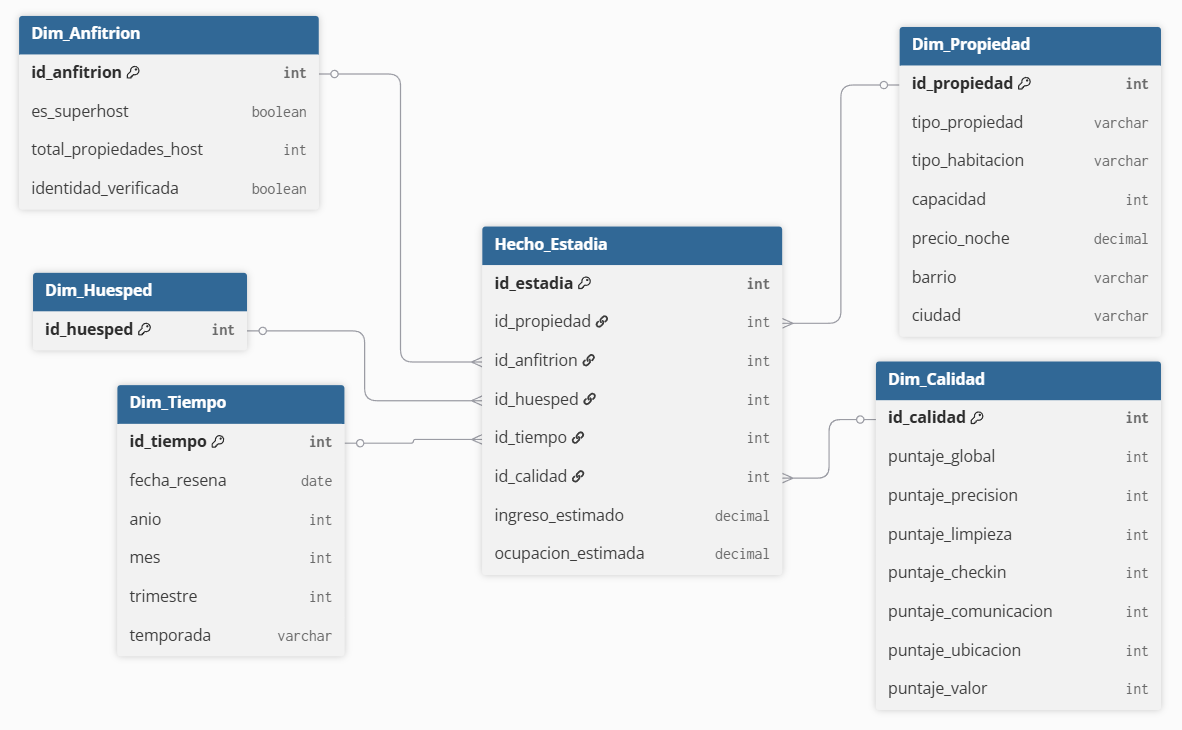 Dim_Anfitrion
id_anfitrion int
es_superhost boolean
total_propiedades_host int
identidad_verificada boolean
Dim_Huesped
id_huesped int
Dim_Tiempo
id_tiempo int
fecha_resena date
anio int
mes int
trimestre int
temporada varchar
Hecho_Estadia
id_estadia int
id_propiedad int
id_anfitrion int
id_huesped int
id_tiempo int
id_calidad int
ingreso_estimado decimal
ocupacion_estimada decimal
Dim_Propiedad
id_propiedad int
tipo_propiedad varchar
tipo_habitacion varchar
capacidad int
precio_noche decimal
barrio varchar
ciudad varchar
Dim_Calidad
id_calidad int
puntaje_global int
puntaje_precision int
puntaje_limpieza int
puntaje_checkin int
puntaje_comunicacion int
puntaje_ubicacion int
puntaje_valor int